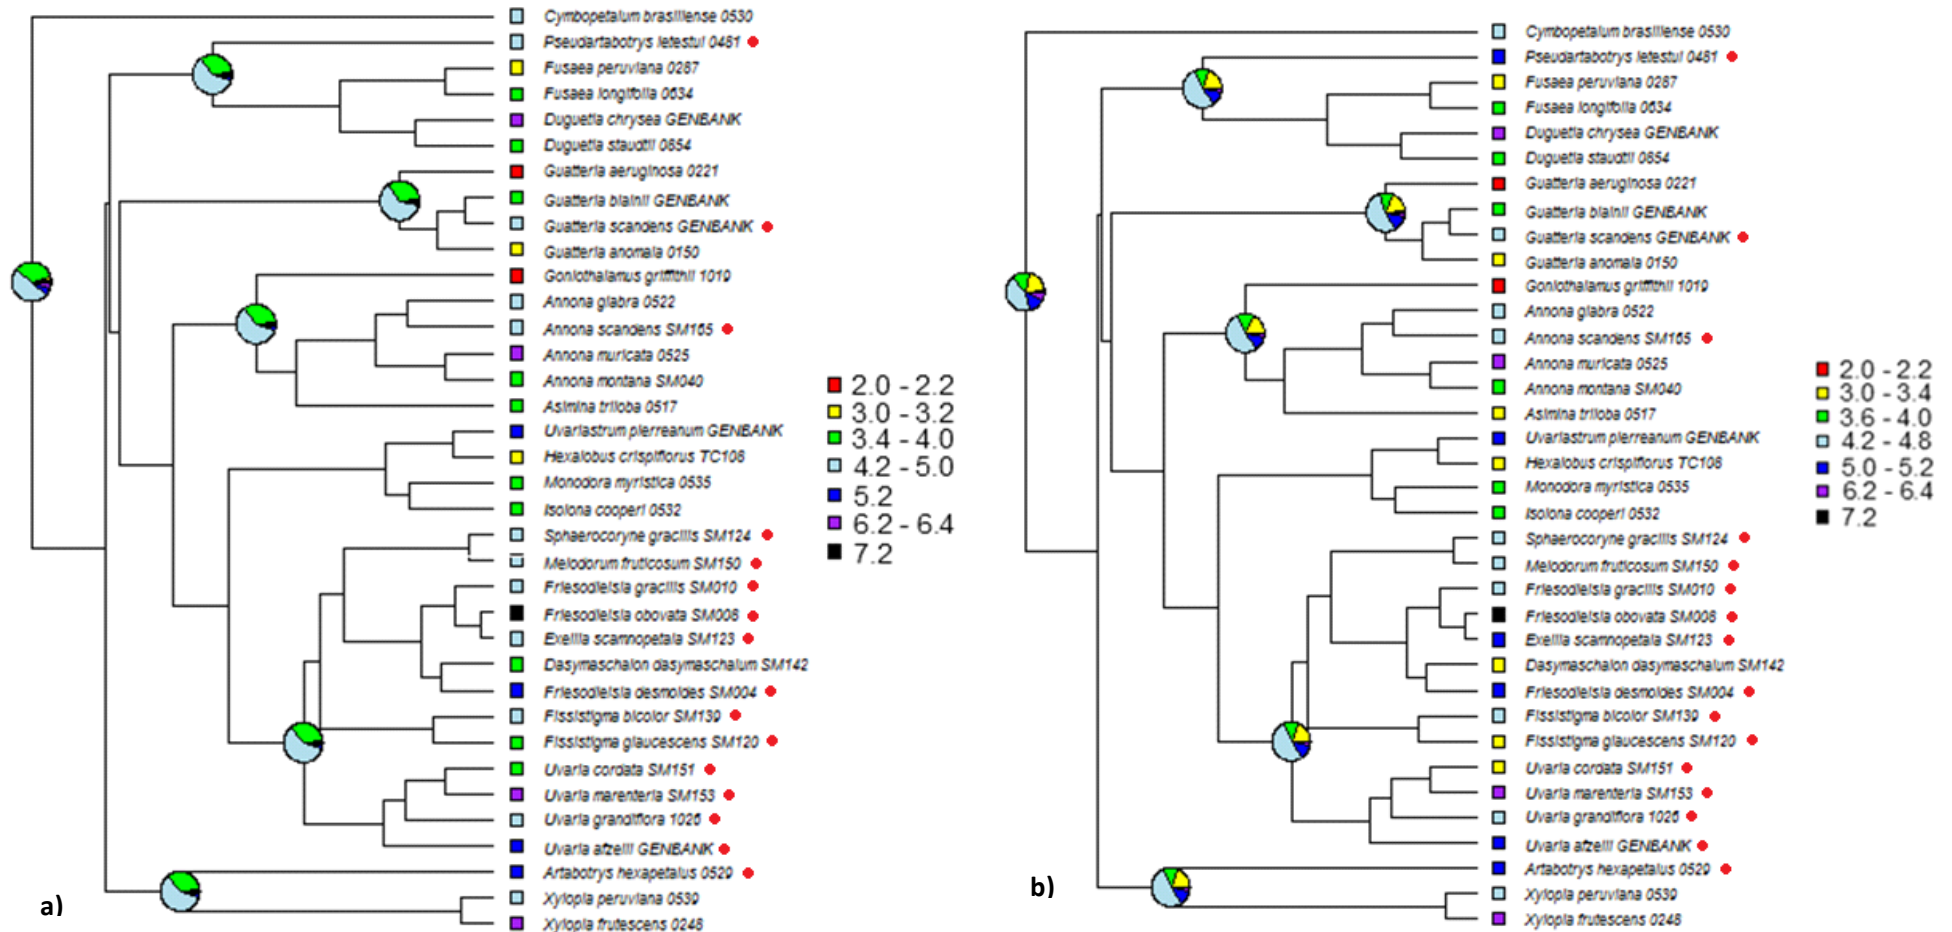 Cymbopetalum brasiliense 0530
Pseudartabotrys letestui 0481
Fusaea peruviana 0287
Fusaea longifolia 0634
Duguetia chrysea GENBANK
Duguetia staudtii 0854
Guatteria aeruginosa 0221
Guatteria blainii GENBANK
Guatteria scandens GENBANK
Guatteria anomala 0150
Goniothalamus griffithii 1019
Annona glabra 0522
Annona scandens SM165
Annona muricata 0525
Annona montana SM040
Asimina triloba 0517
Uvariastrum pierreanum GENBANK
Hexalobus crispiflorus TC108
Monodora myristica 0535
Isolona cooperi 0532
Sphaerocoryne gracilis SM124
Melodorum fruticosum SM150
Friesodielsia gracilis SM010
Friesodielsia obovata SM008
Exellia scamnopetala SM123
Dasymaschalon dasymaschalum SM142
Friesodielsia desmoides SM004
Fissistigma bicolor SM139
Fissistigma glaucescens SM120
Uvaria cordata SM151
Uvaria marenteria SM153
Uvaria grandiflora 1026
Uvaria afzelii GENBANK
Artabotrys hexapetalus 0529
Xylopia peruviana 0539
Xylopia frutescens 0248
2.0 - 2.2
3.0 - 3.2
3.4 - 4.0
4.2 - 5.0
5.2
6.2 - 6.4
7.2
a)
Cymbopetalum brasiliense 0530
Pseudartabotrys letestui 0481
Fusaea peruviana 0287
Fusaea longifolia 0634
Duguetia chrysea GENBANK
Duguetia staudtii 0854
Guatteria aeruginosa 0221
Guatteria blainii GENBANK
Guatteria scandens GENBANK
Guatteria anomala 0150
Goniothalamus griffithii 1019
Annona glabra 0522
Annona scandens SM165
Annona muricata 0525
Annona montana SM040
Asimina triloba 0517
Uvariastrum pierreanum GENBANK
Hexalobus crispiflorus TC108
Monodora myristica 0535
Isolona cooperi 0532
Sphaerocoryne gracilis SM124
Melodorum fruticosum SM150
Friesodielsia gracilis SM010
Friesodielsia obovata SM008
Exellia scamnopetala SM123
Dasymaschalon dasymaschalum SM142
Friesodielsia desmoides SM004
Fissistigma bicolor SM139
Fissistigma glaucescens SM120
Uvaria cordata SM151
Uvaria marenteria SM153
Uvaria grandiflora 1026
Uvaria afzelii GENBANK
Artabotrys hexapetalus 0529
Xylopia peruviana 0539
Xylopia frutescens 0248
2.0 - 2.2
3.0 - 3.4
3.6 - 4.0
4.2 - 4.8
5.0 - 5.2
6.2 - 6.4
7.2
b)